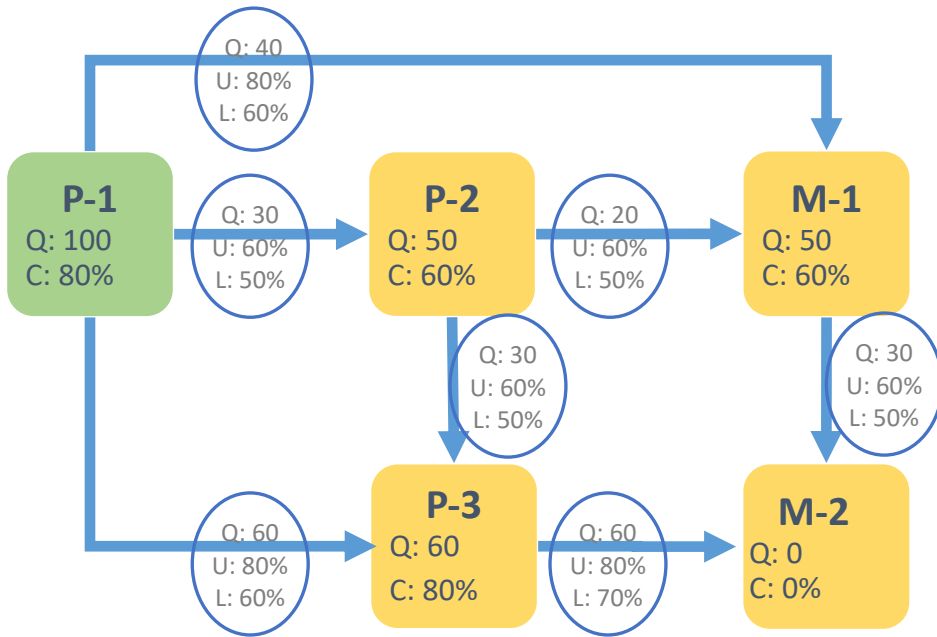 Q: 40
U: 80%
L: 60%
P-1
Q: 100
C: 80%
Q: 30
U: 60%
L: 50%
P-2
Q: 50
C: 60%
Q: 20
U: 60%
L: 50%
M-1
Q: 50
C: 60%
Q: 30
U: 60%
L: 50%
Q: 30
U: 60%
L: 50%
Q: 60
U: 80%
L: 60%
P-3
Q: 60
C: 80%
Q: 60
U: 80%
L: 70%
M-2
Q: 0
C: 0%